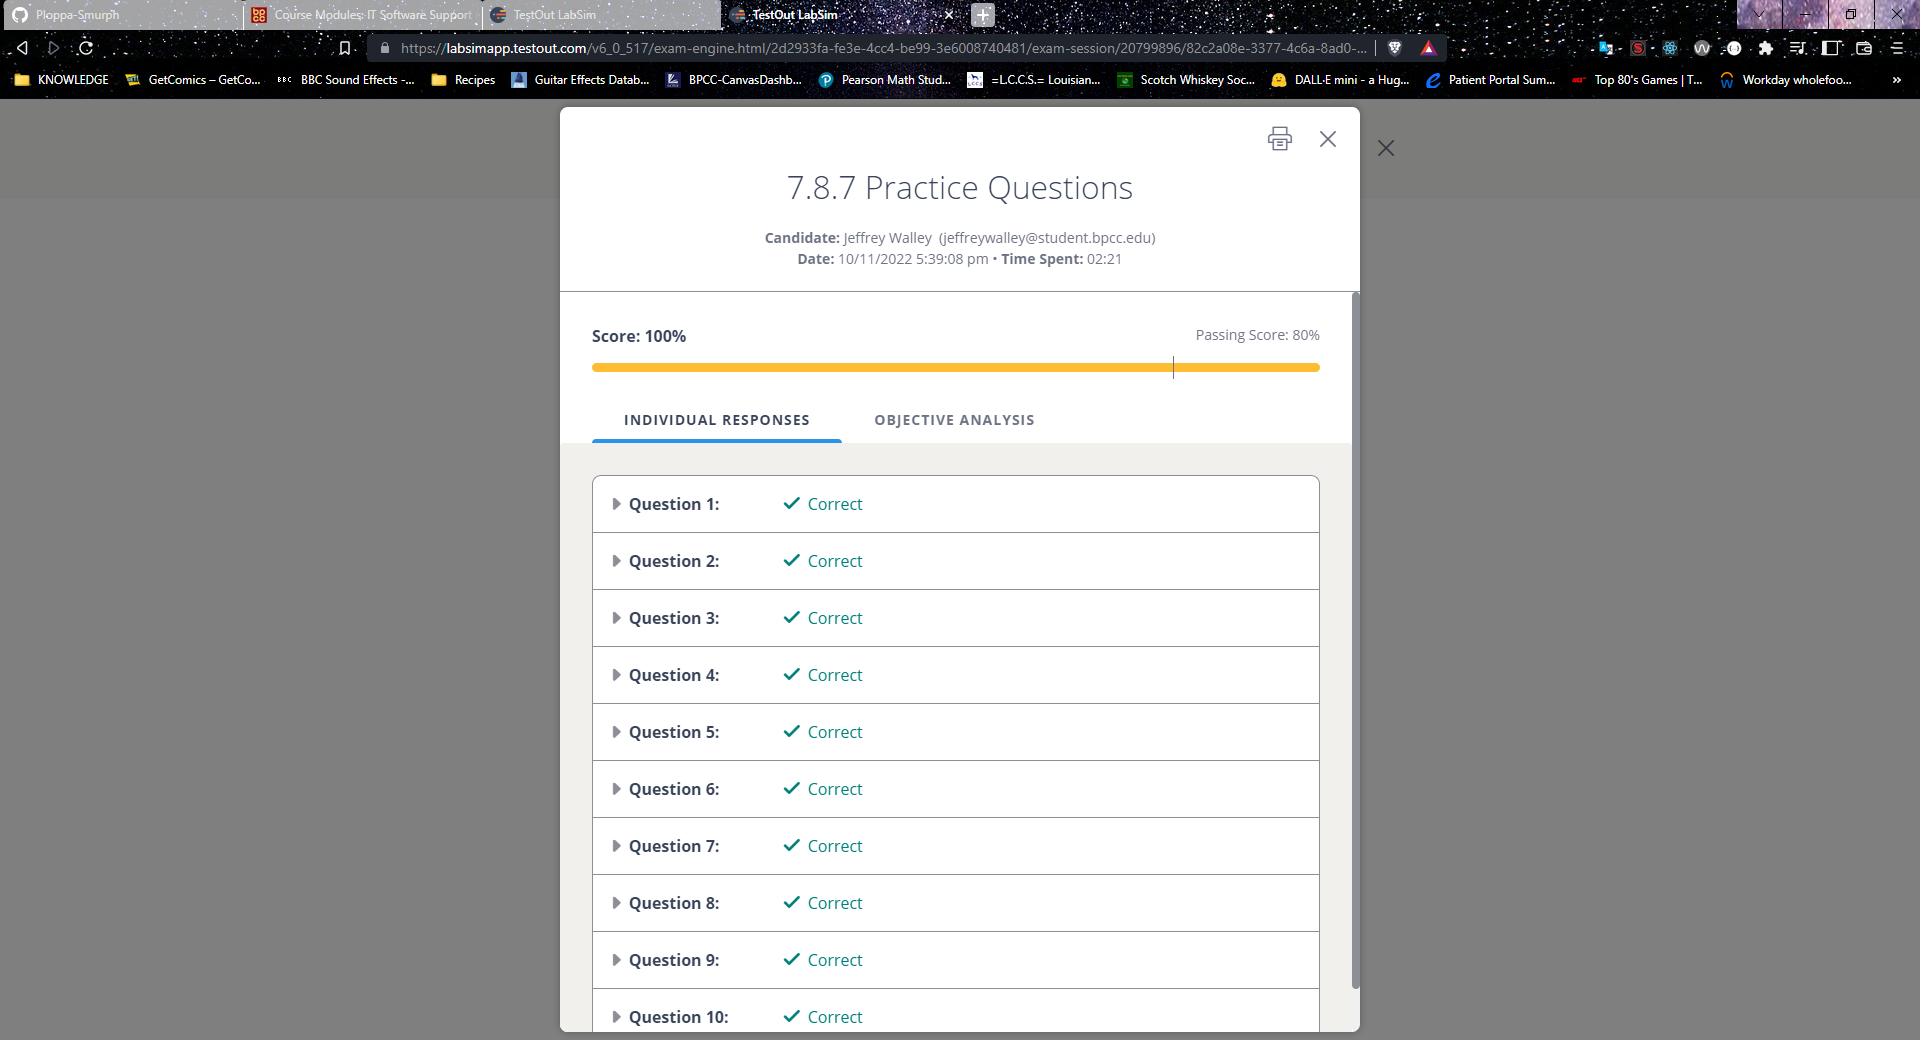 Ploppa-Smurph
Course Modules: IT Software Support
TestOut LabSim
TestOut LabSim
https://labsimapp.testout.com/v6_0_517/exam-engine.html/2d2933fa-fe3e-4cc4-be99-3e6008740481/exam-session/20799896/82c2a08e-3377-4c6a-8ad0-...
KNOWLEDGE
GetComics – GetCo...
BBC
BBC Sound Effects -...
Recipes
Guitar Effects Datab...
BPCC-CanvasDashb...
Pearson Math Stud...
=L.C.C.S.= Louisian...
Scotch Whiskey Soc...
DALL·E mini - a Hug...
Patient Portal Sum...
Top 80's Games | T...
Workday wholefoo...
»
7.8.7 Practice Questions
Candidate: Jeffrey Walley (jeffreywalley@student.bpcc.edu)
Date: 10/11/2022 5:39:08 pm • Time Spent: 02:21
Score: 100%
Passing Score: 80%
INDIVIDUAL RESPONSES
OBJECTIVE ANALYSIS
Question 1: Correct
Question 2: Correct
Question 3: Correct
Question 4: Correct
Question 5: Correct
Question 6: Correct
Question 7: Correct
Question 8: Correct
Question 9: Correct
Question 10: Correct